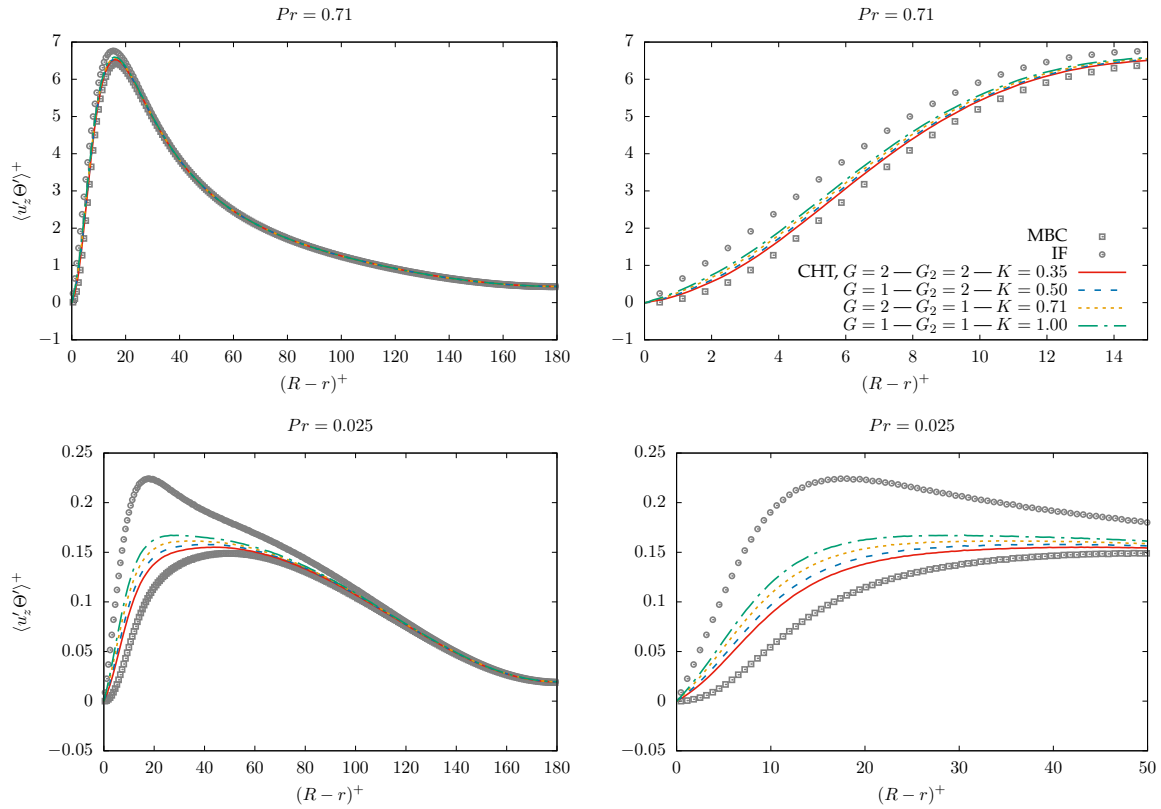 Pr = 0.71
7
6
5
4
3
2
1
0
−1
0 20 40 60 80 100 120 140 160 180
⟨u′_zΘ′⟩⁺
(R − r)⁺
Pr = 0.71
7
6
5
4
3
2
1
0
−1
0 2 4 6 8 10 12 14
(R − r)⁺
MBC
IF
CHT, G = 2 — G₂ = 2 — K = 0.35
G = 1 — G₂ = 2 — K = 0.50
G = 2 — G₂ = 1 — K = 0.71
G = 1 — G₂ = 1 — K = 1.00
Pr = 0.025
0.25
0.2
0.15
0.1
0.05
0
−0.05
0 20 40 60 80 100 120 140 160 180
⟨u′_zΘ′⟩⁺
(R − r)⁺
Pr = 0.025
0.25
0.2
0.15
0.1
0.05
0
−0.05
0 10 20 30 40 50
(R − r)⁺